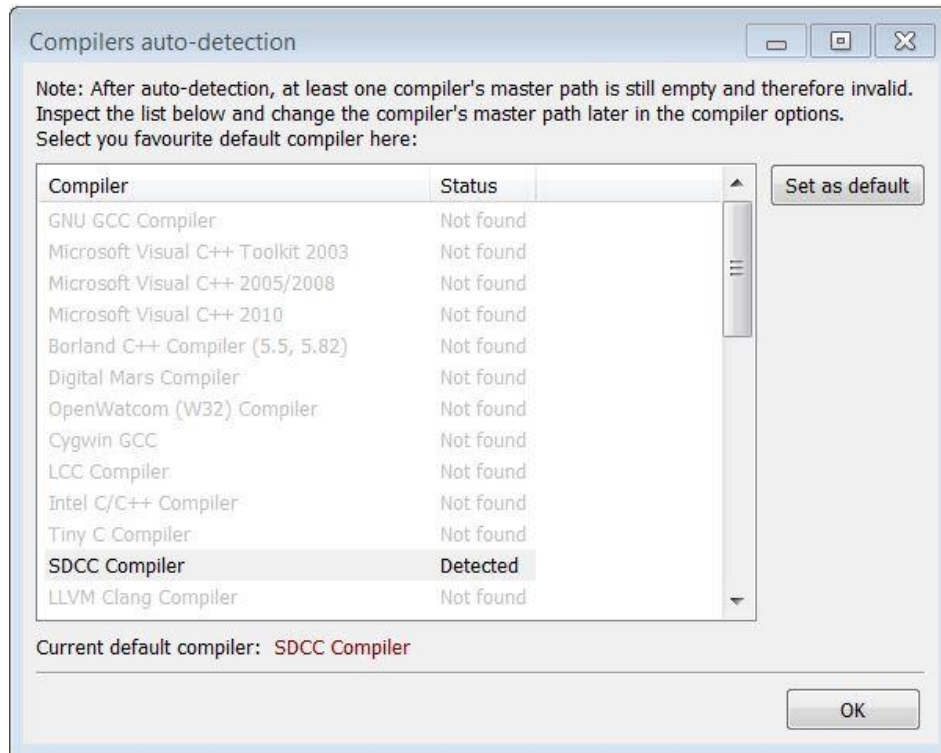 Compilers auto-detection
Note: After auto-detection, at least one compiler's master path is still empty and therefore invalid.
Inspect the list below and change the compiler's master path later in the compiler options.
Select you favourite default compiler here:
Compiler Status
Set as default
GNU GCC Compiler Not found
Microsoft Visual C++ Toolkit 2003 Not found
Microsoft Visual C++ 2005/2008 Not found
Microsoft Visual C++ 2010 Not found
Borland C++ Compiler (5.5, 5.82) Not found
Digital Mars Compiler Not found
OpenWatcom (W32) Compiler Not found
Cygwin GCC Not found
LCC Compiler Not found
Intel C/C++ Compiler Not found
Tiny C Compiler Not found
SDCC Compiler Detected
LLVM Clang Compiler Not found
Current default compiler: SDCC Compiler
OK